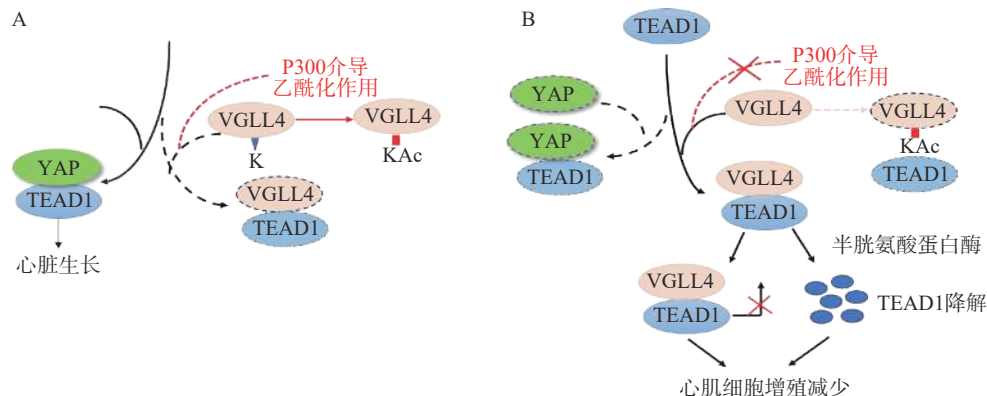 A
P300介导
乙酰化作用
VGLL4
VGLL4
K
KAc
YAP
TEAD1
VGLL4
TEAD1
心脏生长
B
TEAD1
P300介导
乙酰化作用
YAP
VGLL4
VGLL4
KAc
YAP
TEAD1
TEAD1
VGLL4
TEAD1
半胱氨酸蛋白酶
VGLL4
TEAD1
TEAD1降解
心肌细胞增殖减少